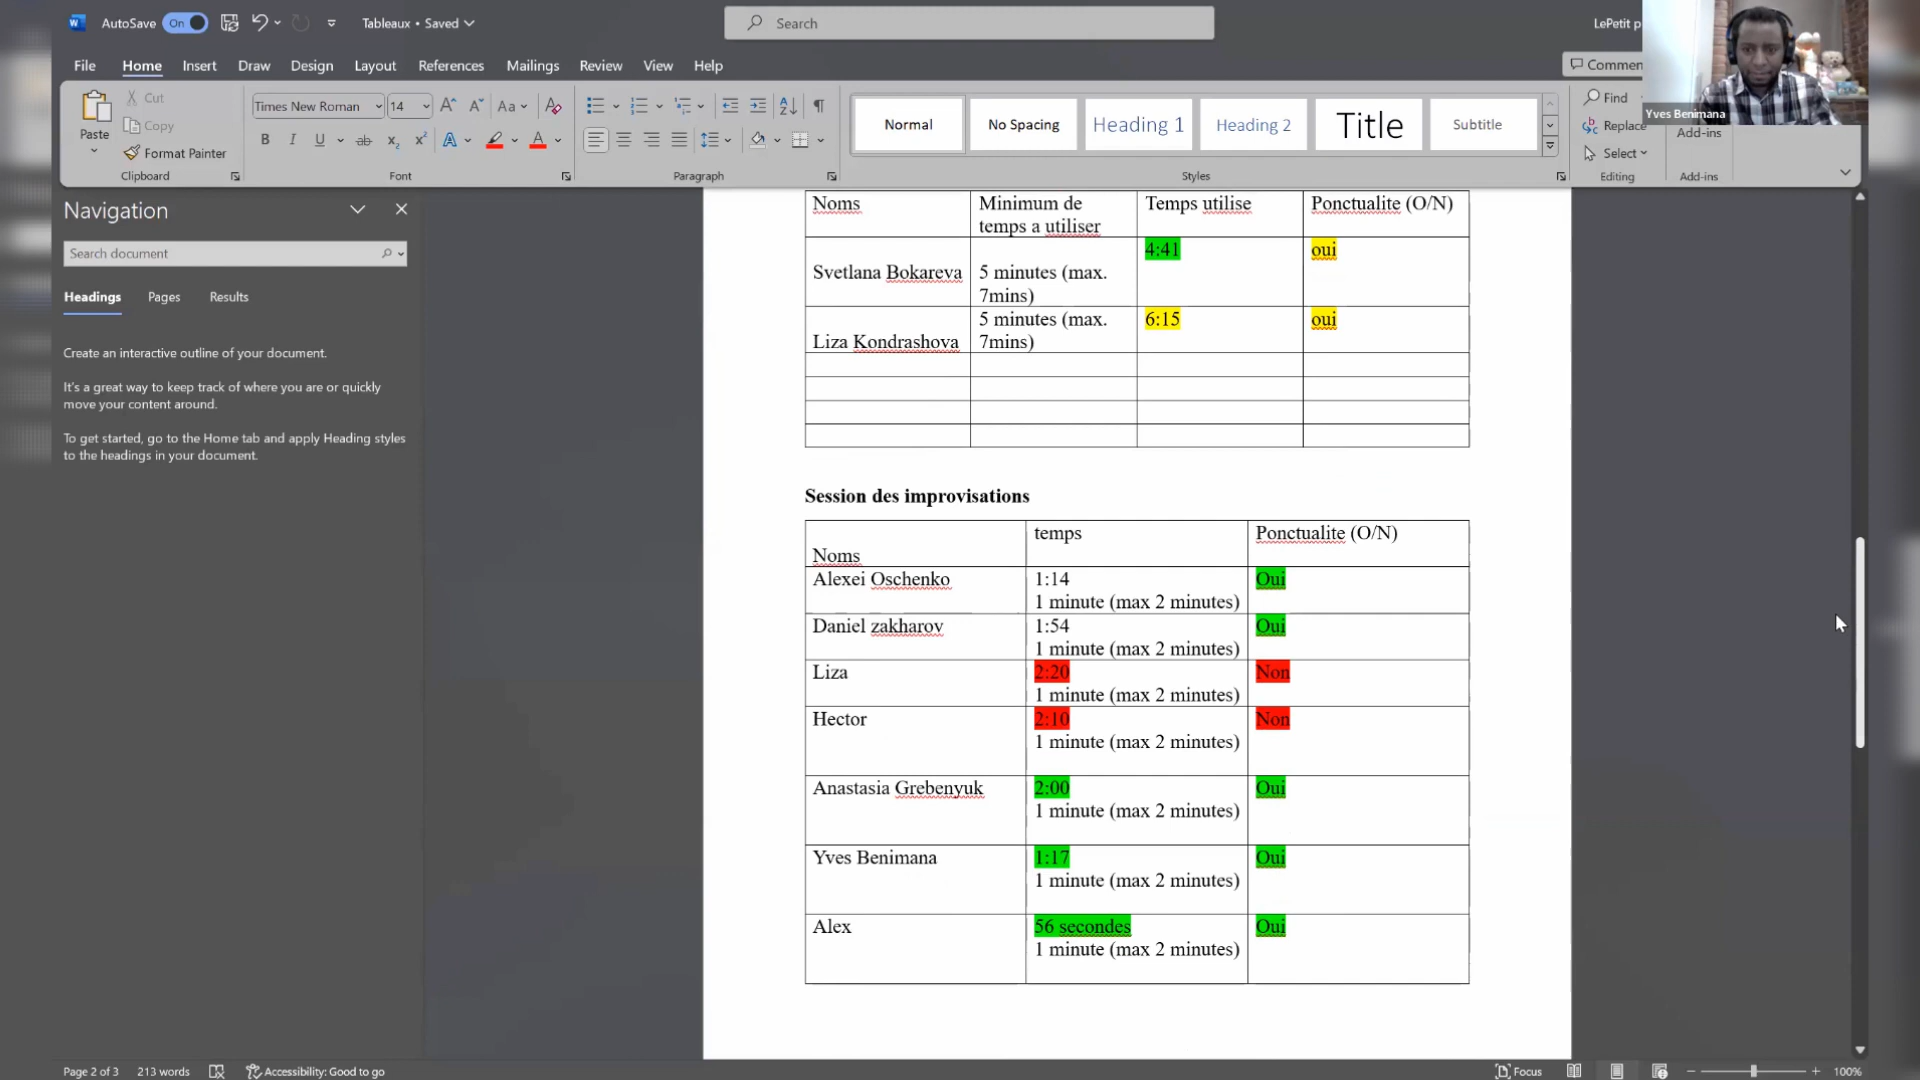 AutoSave On
Tableaux • Saved
Search
LePetit p
File Home Insert Draw Design Layout References Mailings Review View Help
Commen
Yves Benimana
Paste
Cut
Copy
Format Painter
Clipboard
Times New Roman 14
Font
Paragraph
Normal
No Spacing
Heading 1
Heading 2
Title
Subtitle
Styles
Find
Replace
Select
Editing
Add-ins
Add-ins
Navigation
Search document
Headings Pages Results
Create an interactive outline of your document.
It's a great way to keep track of where you are or quickly
move your content around.
To get started, go to the Home tab and apply Heading styles
to the headings in your document.
Noms
Minimum de
temps a utiliser
Temps utilise
Ponctualite (O/N)
Svetlana Bokareva
5 minutes (max.
7mins)
4:41
oui
Liza Kondrashova
5 minutes (max.
7mins)
6:15
oui
Session des improvisations
Noms
temps
Ponctualite (O/N)
Alexei Oschenko
1:14
1 minute (max 2 minutes)
Oui
Daniel zakharov
1:54
1 minute (max 2 minutes)
Oui
Liza
2:20
1 minute (max 2 minutes)
Non
Hector
2:10
1 minute (max 2 minutes)
Non
Anastasia Grebenyuk
2:00
1 minute (max 2 minutes)
Oui
Yves Benimana
1:17
1 minute (max 2 minutes)
Oui
Alex
56 secondes
1 minute (max 2 minutes)
Oui
Page 2 of 3
213 words
Accessibility: Good to go
Focus
100%